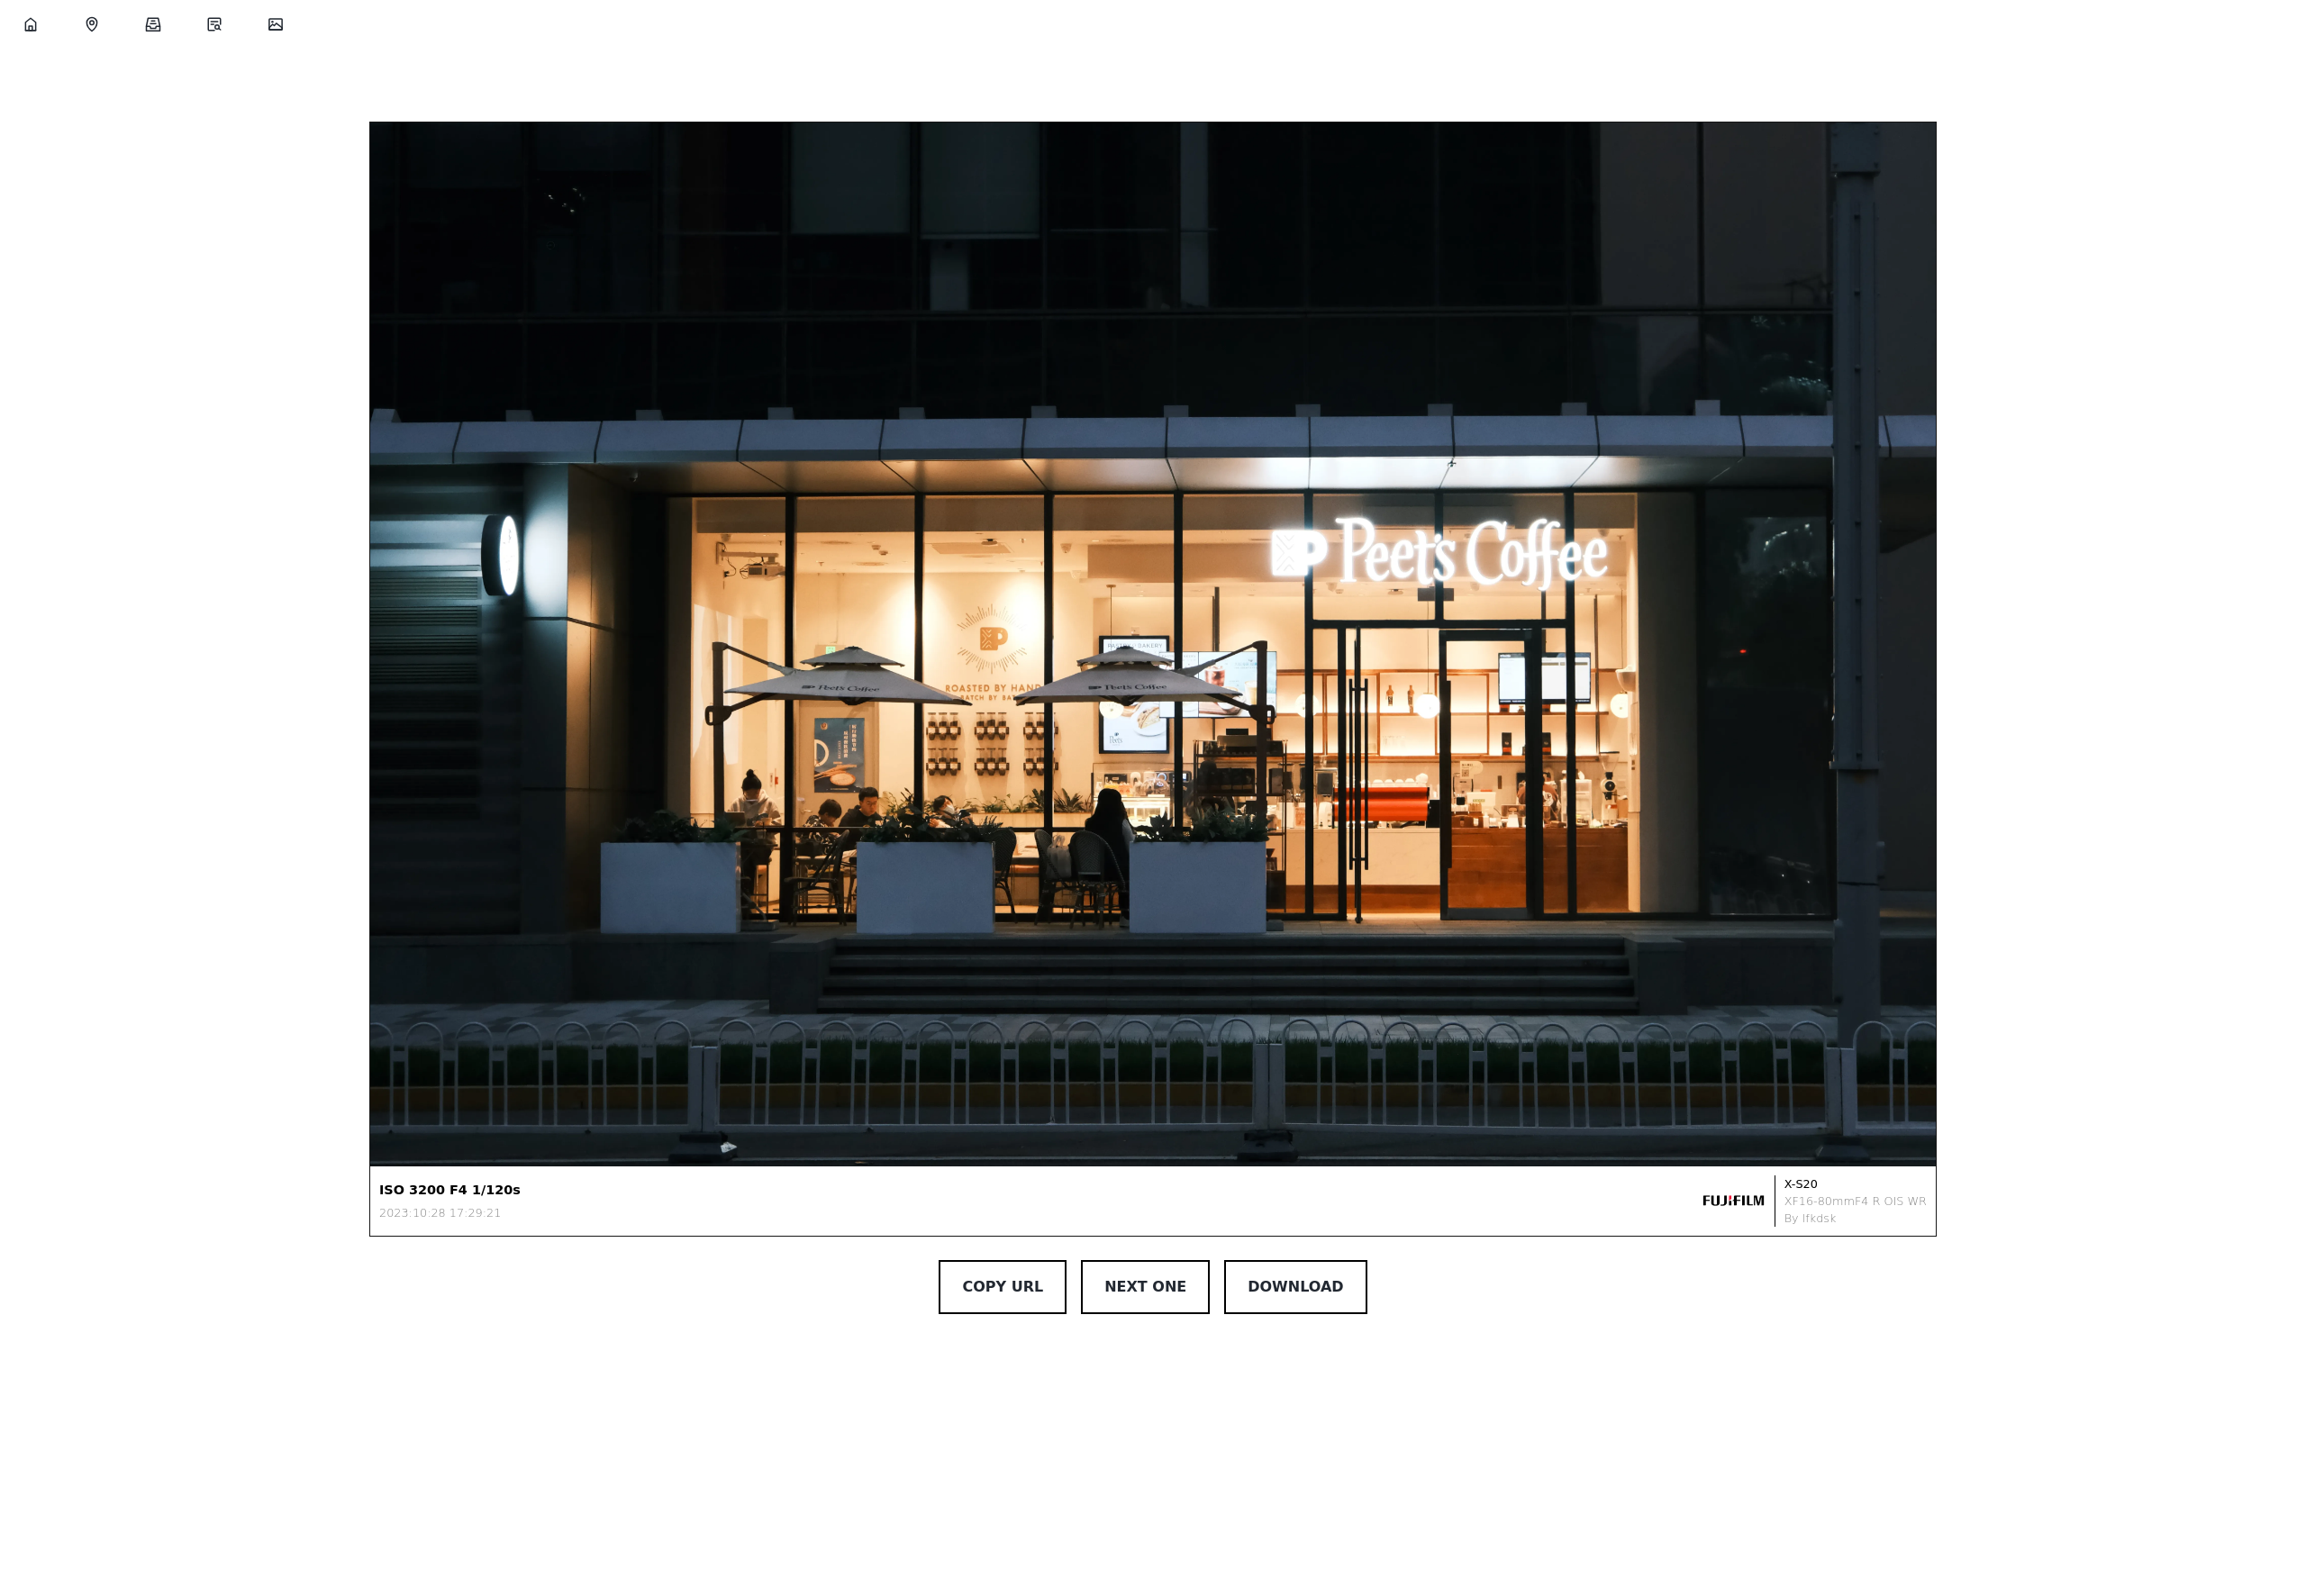 Peet's Coffee
ROASTED BY HAND
Peet's Coffee
Peet's Coffee
Peet's
ISO 3200 F4 1/120s
2023:10:28 17:29:21
FUJIFILM
X-S20
XF16-80mmF4 R OIS WR
By lfkdsk
COPY URL
NEXT ONE
DOWNLOAD